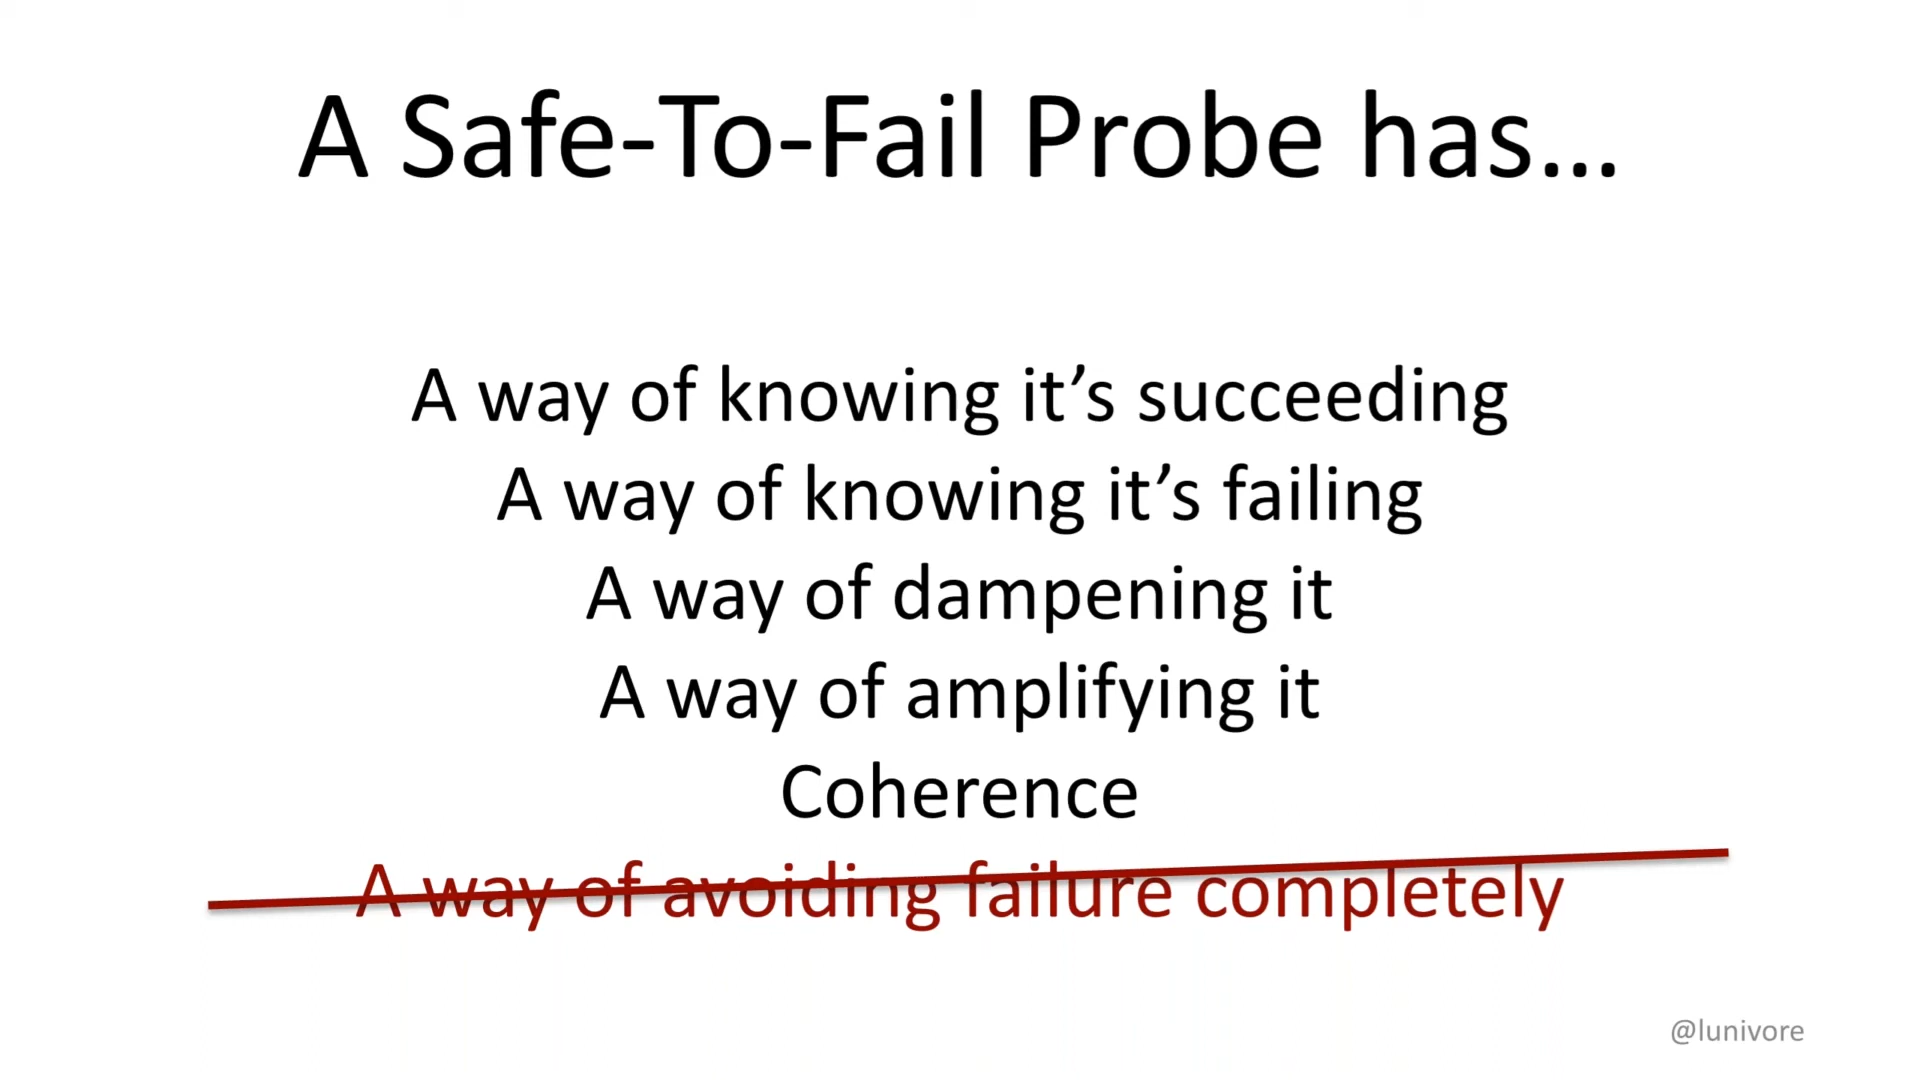 A Safe-To-Fail Probe has...
A way of knowing it’s succeeding
A way of knowing it’s failing
A way of dampening it
A way of amplifying it
Coherence
A way of avoiding failure completely
@lunivore